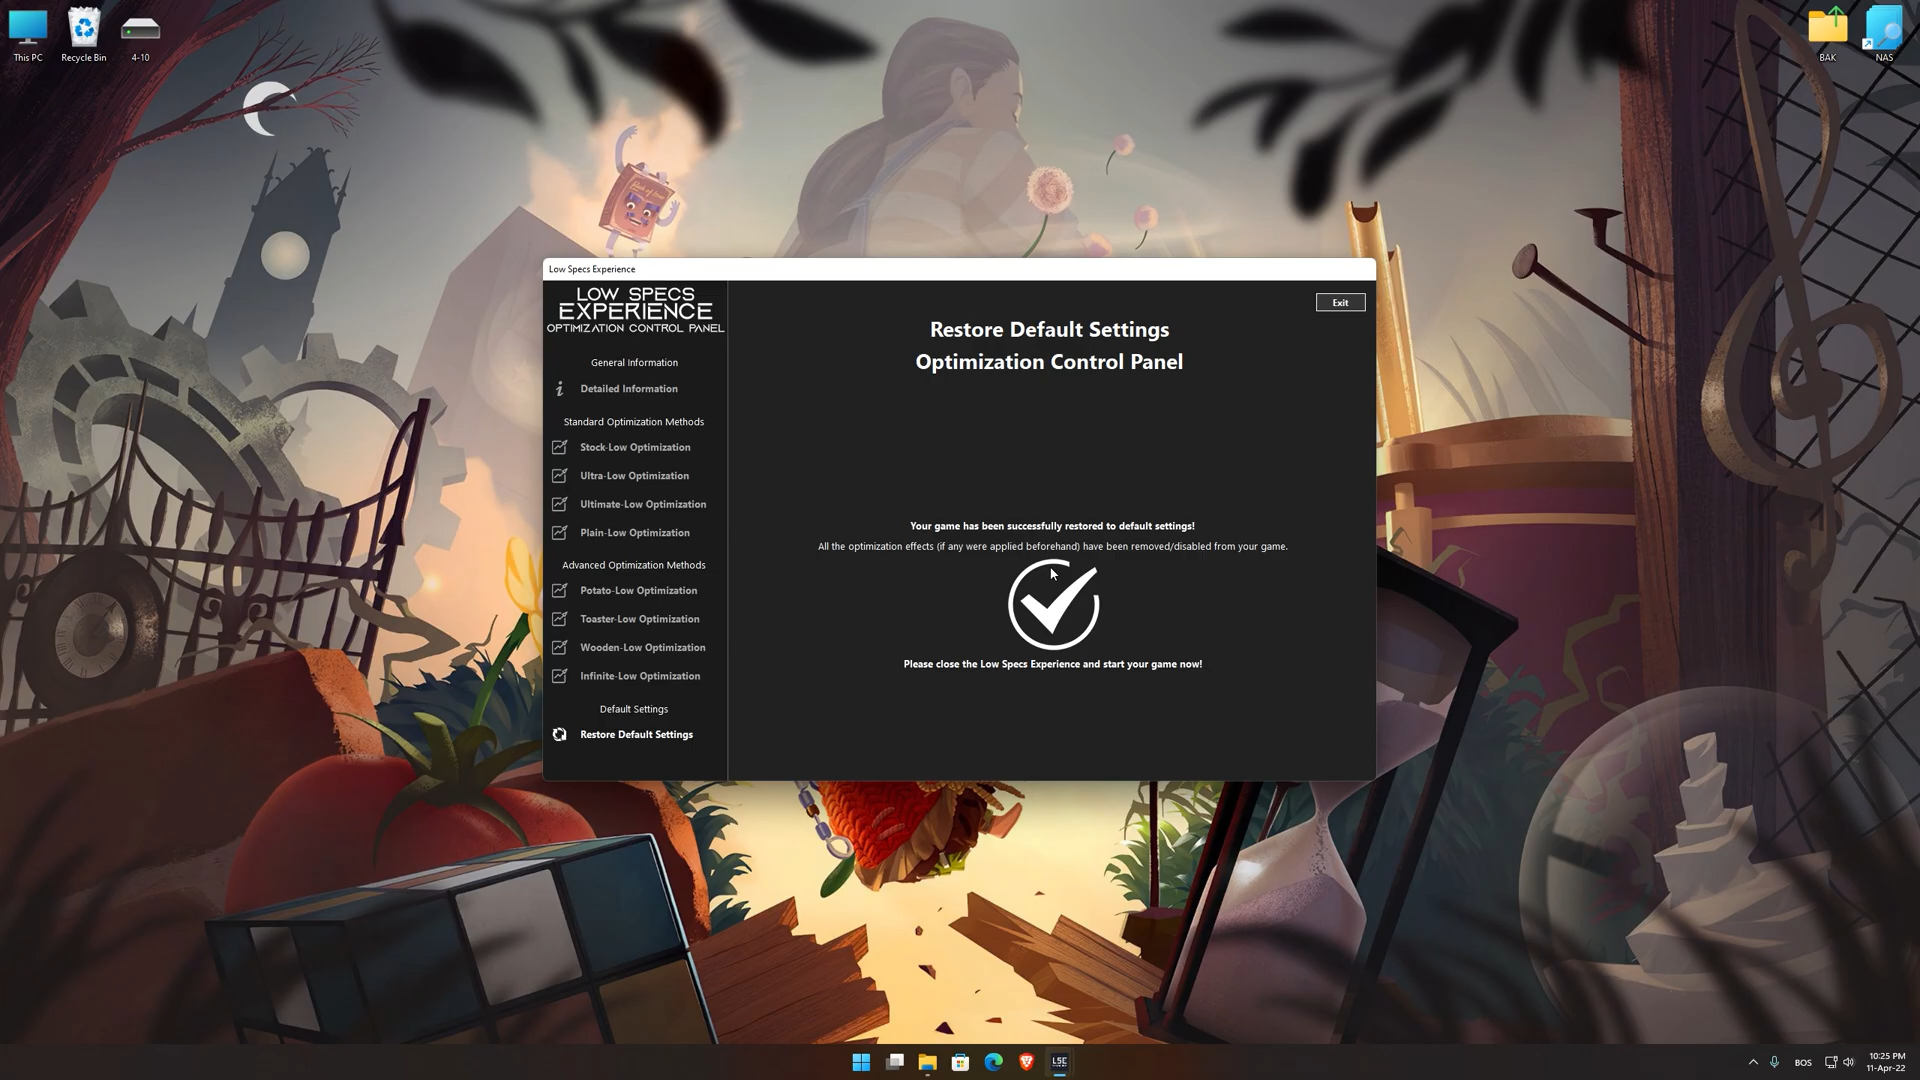 This PC
Recycle Bin
4-10
BAK
NAS
Low Specs Experience
LOW SPECS
EXPERIENCE
OPTIMIZATION CONTROL PANEL
General Information
Detailed Information
Standard Optimization Methods
Stock-Low Optimization
Ultra-Low Optimization
Ultimate-Low Optimization
Plain-Low Optimization
Advanced Optimization Methods
Potato-Low Optimization
Toaster-Low Optimization
Wooden-Low Optimization
Infinite-Low Optimization
Default Settings
Restore Default Settings
Exit
Restore Default Settings
Optimization Control Panel
Your game has been successfully restored to default settings!
All the optimization effects (if any were applied beforehand) have been removed/disabled from your game.
Please close the Low Specs Experience and start your game now!
LSE
BOS
10:25 PM
11-Apr-22